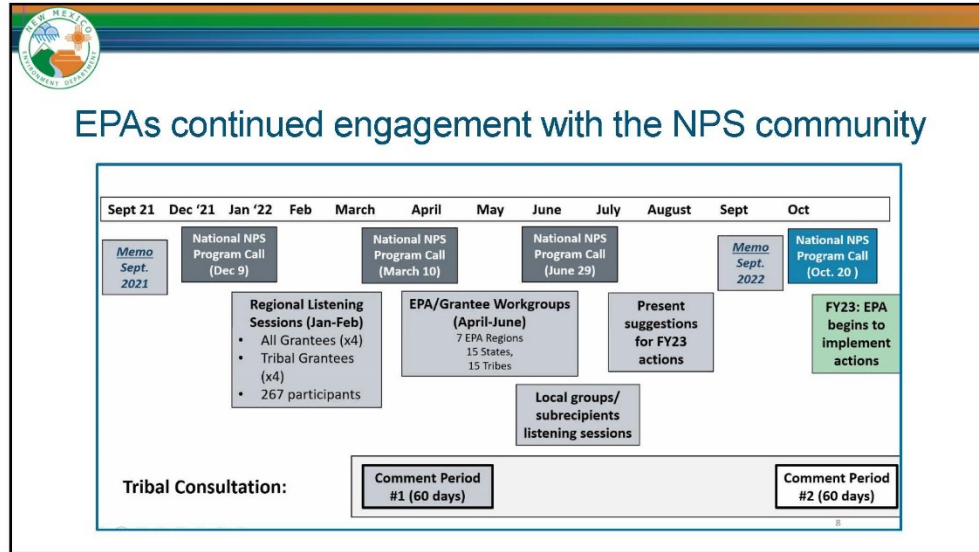 NEW MEXICO
ENVIRONMENT DEPARTMENT
EPAs continued engagement with the NPS community
Sept 21 Dec ‘21 Jan ‘22 Feb March April May June July August Sept Oct
Memo
Sept.
2021
National NPS
Program Call
(Dec 9)
National NPS
Program Call
(March 10)
National NPS
Program Call
(June 29)
Memo
Sept.
2022
National NPS
Program Call
(Oct. 20 )
Regional Listening
Sessions (Jan-Feb)
• All Grantees (x4)
• Tribal Grantees
(x4)
• 267 participants
EPA/Grantee Workgroups
(April-June)
7 EPA Regions
15 States,
15 Tribes
Present
suggestions
for FY23
actions
FY23: EPA
begins to
implement
actions
Local groups/
subrecipients
listening sessions
Tribal Consultation:
Comment Period
#1 (60 days)
Comment Period
#2 (60 days)
8